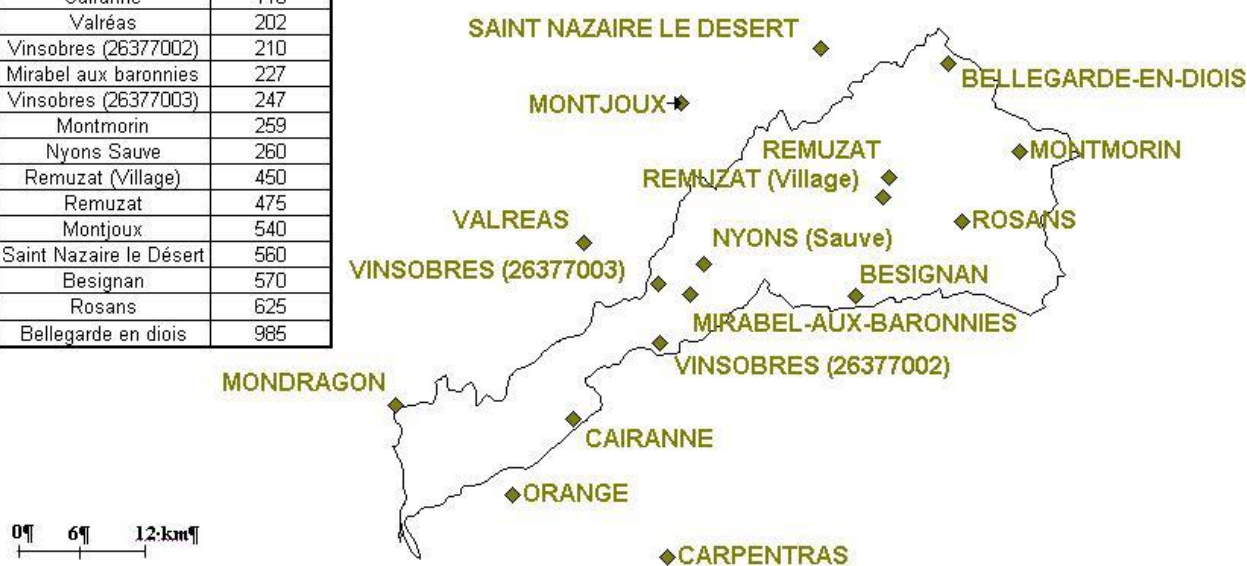 Valréas 202
Vinsobres (26377002) 210
Mirabel aux baronnies 227
Vinsobres (26377003) 247
Montmorin 259
Nyons Sauve 260
Remuzat (Village) 450
Remuzat 475
Montjoux 540
Saint Nazaire le Désert 560
Besignan 570
Rosans 625
Bellegarde en diois 985
SAINT NAZAIRE LE DESERT
BELLEGARDE-EN-DIOIS
MONTJOUX
REMUZAT
MONTMORIN
REMUZAT (Village)
VALREAS
ROSANS
NYONS (Sauve)
VINSOBRES (26377003)
BESIGNAN
MIRABEL-AUX-BARONNIES
VINSOBRES (26377002)
MONDRAGON
CAIRANNE
ORANGE
0¶ 6¶ 12·km¶
CARPENTRAS